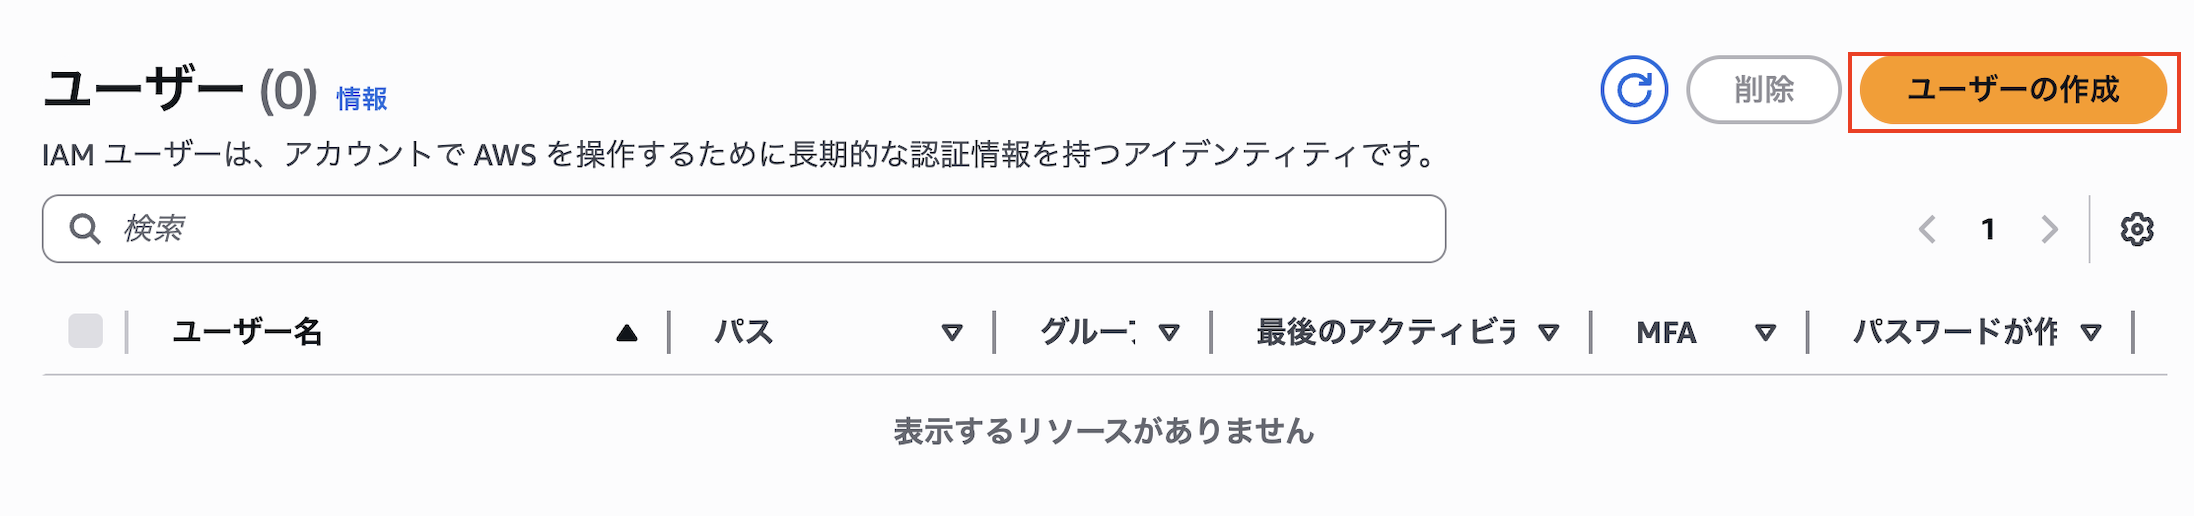 ユーザー (0) 情報
削除
ユーザーの作成
IAM ユーザーは、アカウントで AWS を操作するために長期的な認証情報を持つアイデンティティです。
検索
1
ユーザー名 パス グルー 最後のアクティビ MFA パスワードが作
表示するリソースがありません